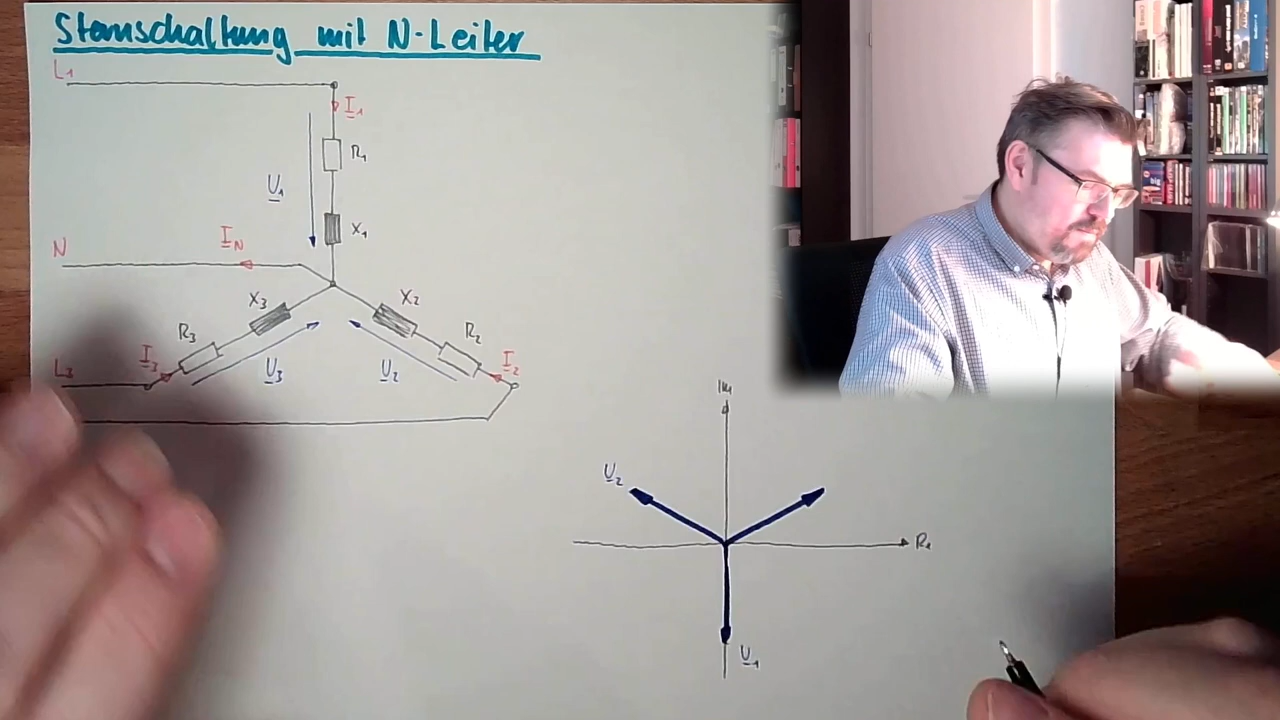 Sternschaltung mit N-Leiter
L1
I1
R1
U1
X1
N
IN
X3
X2
R3
R2
L3
I3
U3
U2
I2
Im
U2
Re
U1
big